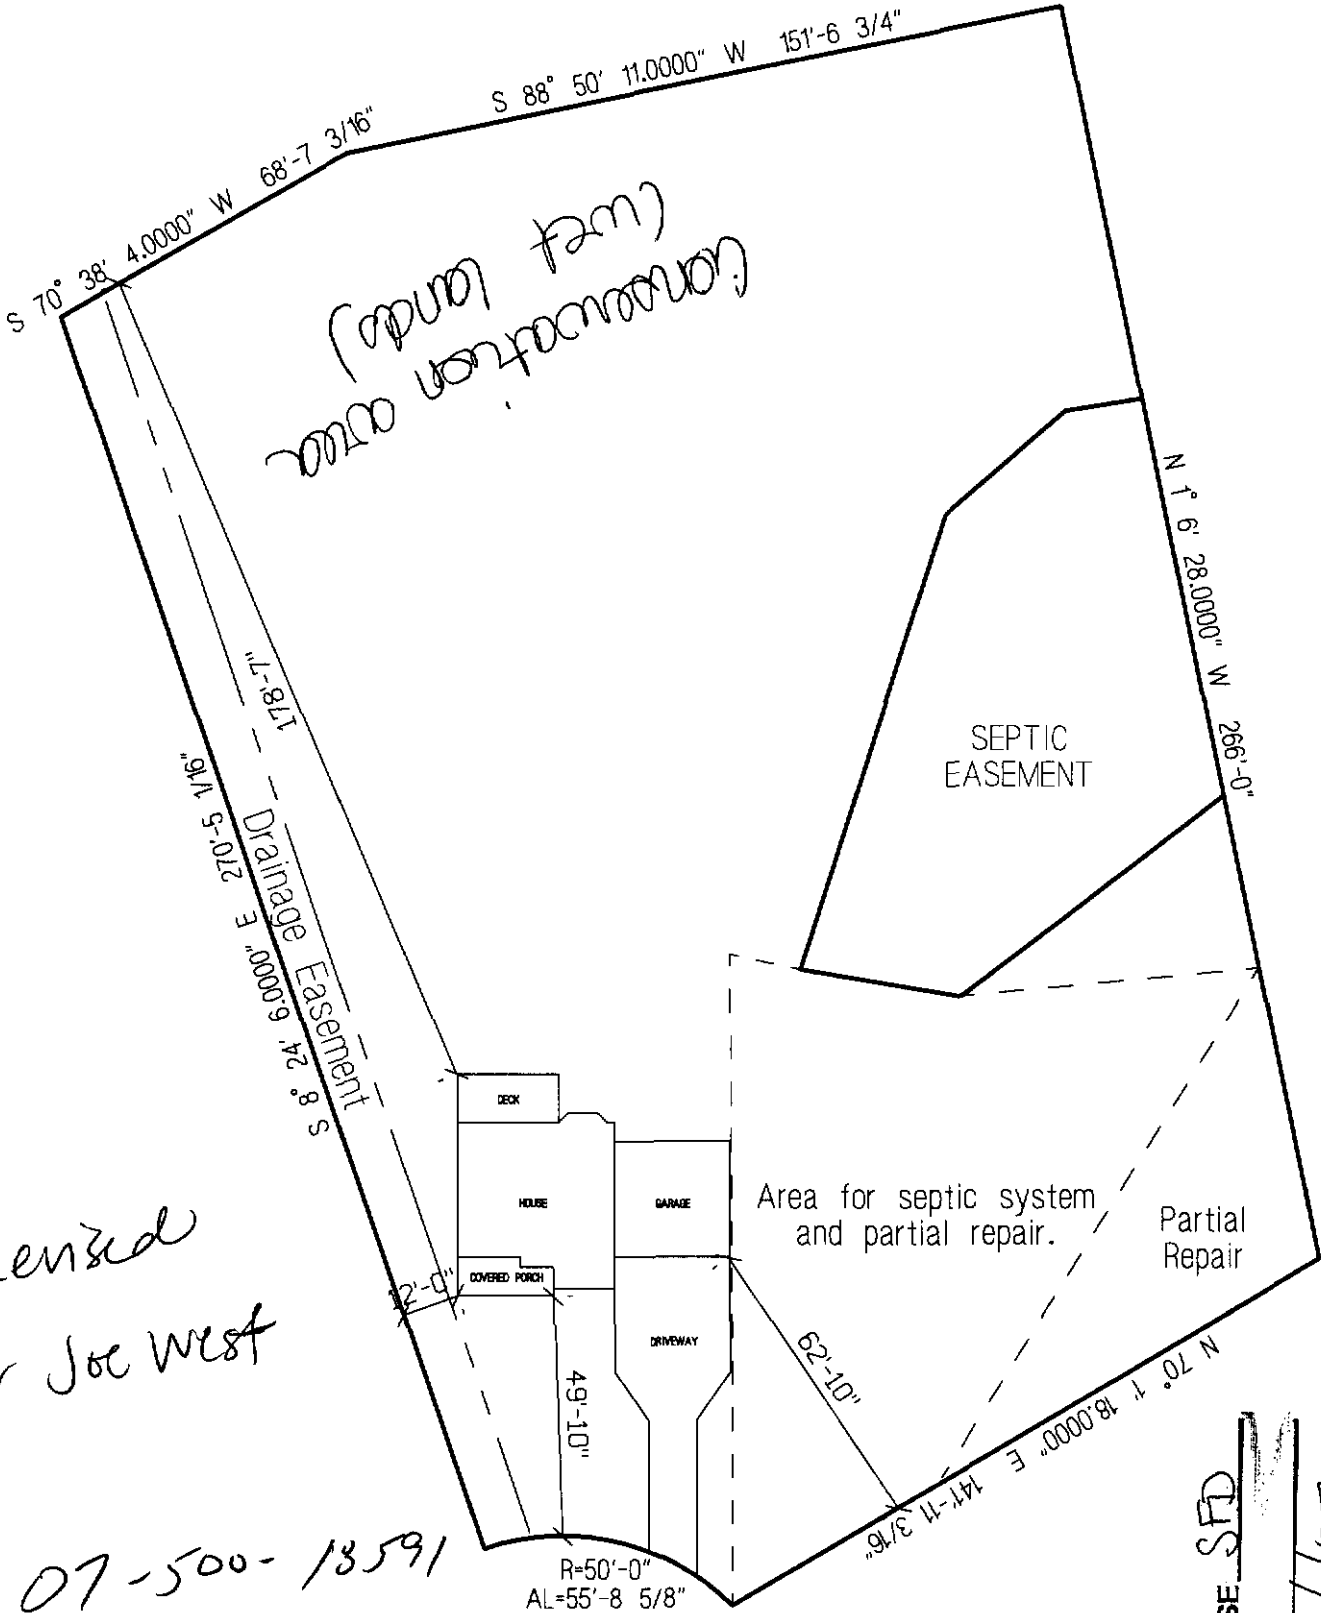 S 88° 50' 11.0000" W 151'-6 3/4"
S 70° 38' 4.0000" W 68'-7 3/16"
Conservation area
(wet lands)
N 1° 6' 28.0000" W 266'-0"
178'-7"
SEPTIC
EASEMENT
S 8° 24' 6.0000" E 270'-5 1/16"
Drainage Easement
DECK
HOUSE
GARAGE
Area for septic system
and partial repair.
Partial
Repair
COVERED PORCH
12'-0"
DRIVEWAY
Joe West
49'-10"
62'-10"
N 70° 1' 18.0000" E 141'-11 3/16"
SFD
07-500-18591
R=50'-0"
AL=55'-8 5/8"